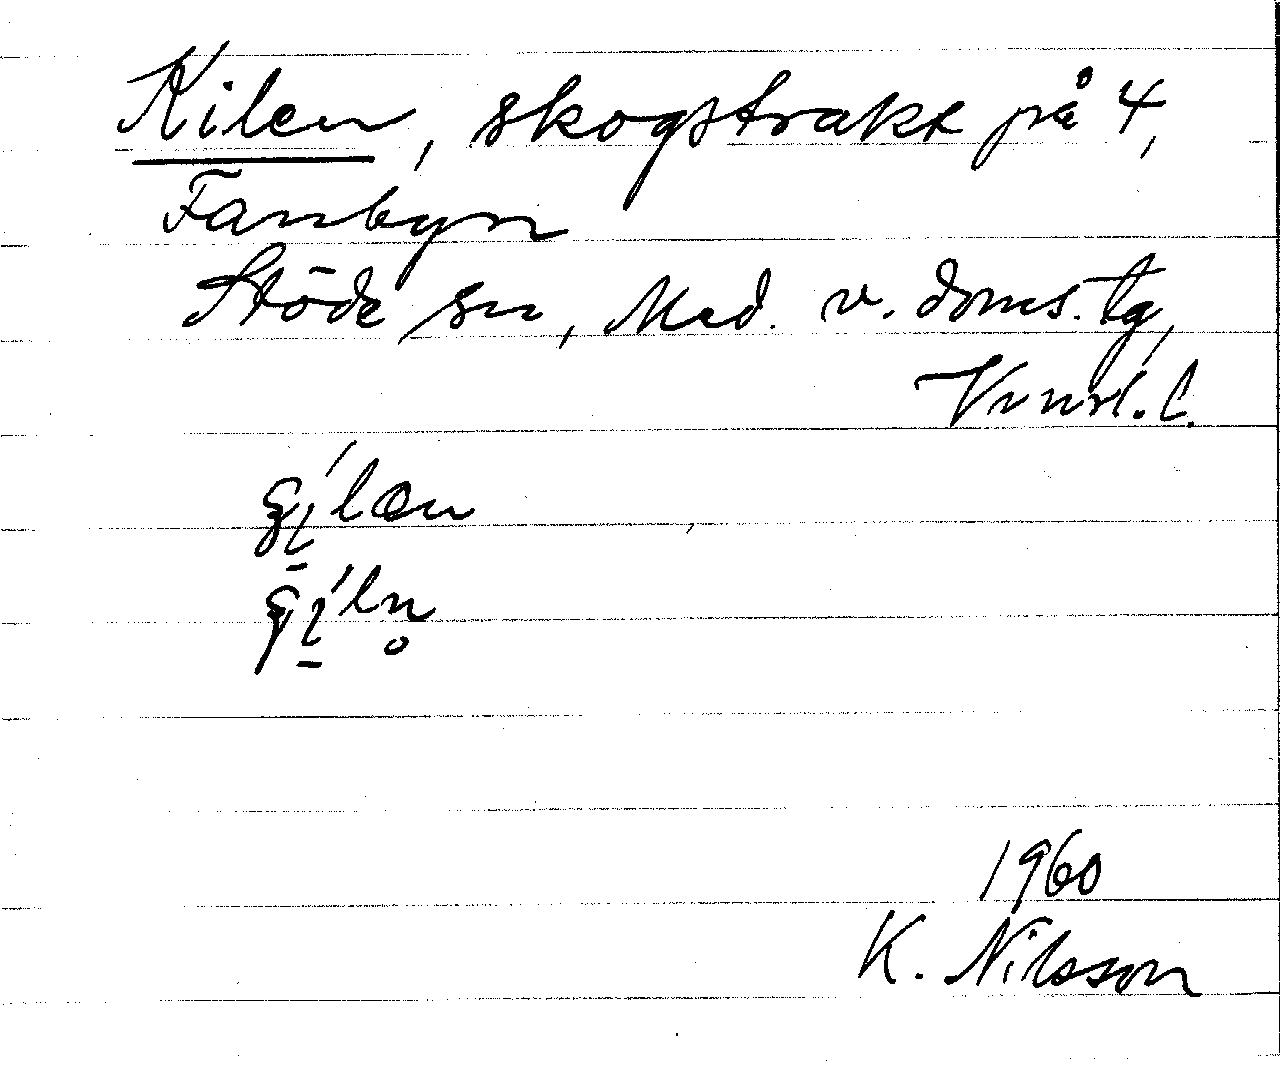 Kilen, skogstrakt på 4,
Fanbyn
Stöde sn, Med. v. doms. tg,
Vnrl. l.
1960
K. Nilsson